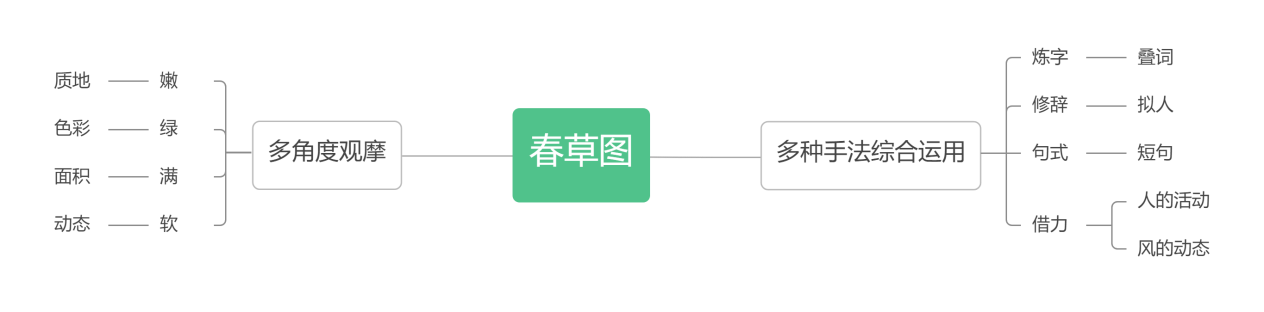 春草图
多角度观摩
嫩
质地
绿
色彩
满
面积
软
动态
多种手法综合运用
炼字
叠词
修辞
拟人
句式
短句
借力
人的活动
风的动态